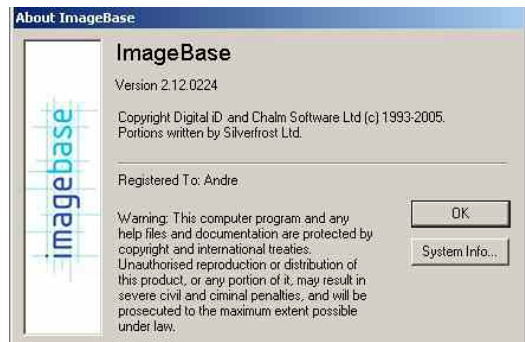 About ImageBase
imagebase
ImageBase
Version 2.12.0224
Copyright Digital iD and Chalm Software Ltd (c) 1993-2005.
Portions written by Silverfrost Ltd.
Registered To: Andre
Warning: This computer program and any
help files and documentation are protected by
copyright and international treaties.
Unauthorised reproduction or distribution of
this product, or any portion of it, may result in
severe civil and ciminal penalties, and will be
prosecuted to the maximum extent possible
under law.
OK
System Info...